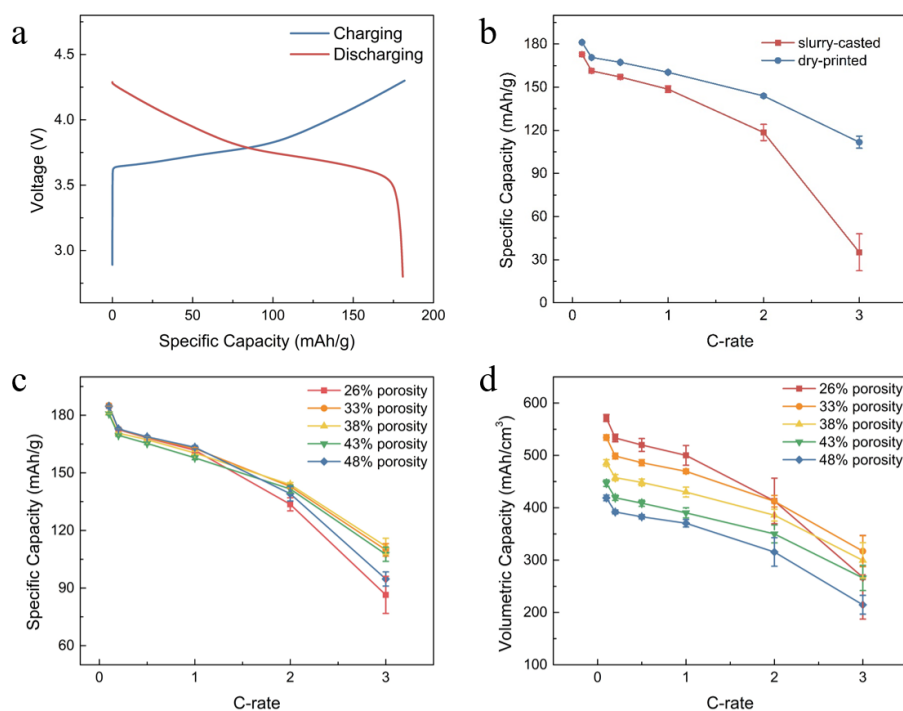 a
Charging
Discharging
4.5
4.0
3.5
3.0
Voltage (V)
0
50
100
150
200
Specific Capacity (mAh/g)
b
slurry-casted
dry-printed
180
150
120
90
60
30
0
Specific Capacity (mAh/g)
0
1
2
3
C-rate
c
26% porosity
33% porosity
38% porosity
43% porosity
48% porosity
180
150
120
90
60
Specific Capacity (mAh/g)
0
1
2
3
C-rate
d
26% porosity
33% porosity
38% porosity
43% porosity
48% porosity
600
500
400
300
200
100
Volumetric Capacity (mAh/cm³)
0
1
2
3
C-rate